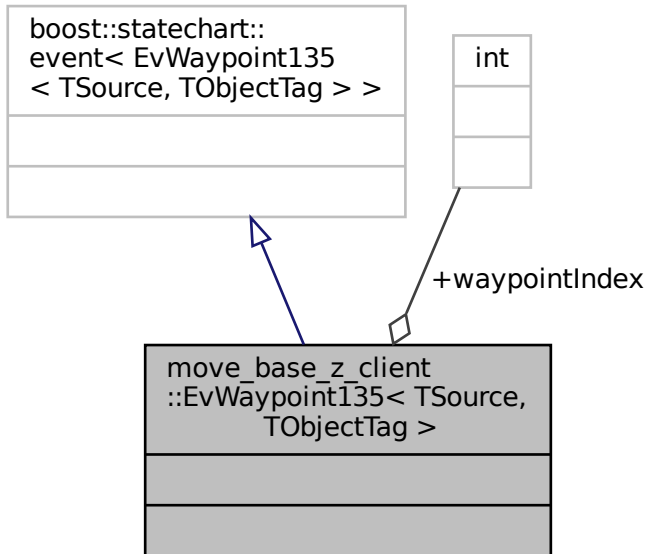 boost::statechart::
event< EvWaypoint135
< TSource, TObjectTag > >
int
+waypointIndex
move_base_z_client
::EvWaypoint135< TSource,
TObjectTag >